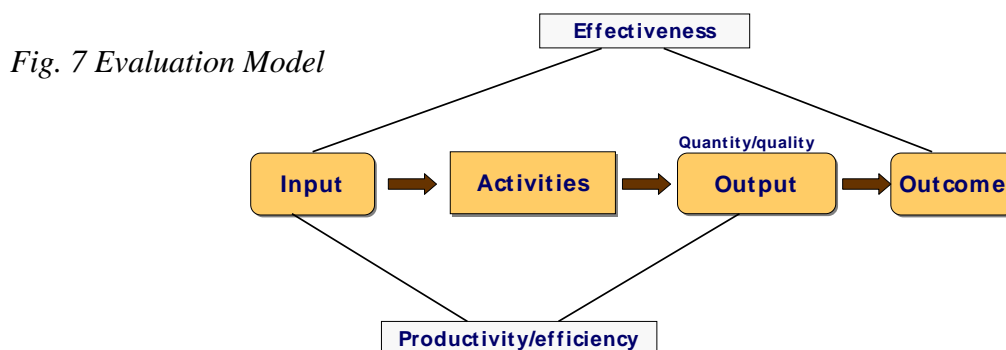 Effectiveness
Fig. 7 Evaluation Model
Quantity/quality
Input
Activities
Output
Outcome
Productivity/efficiency